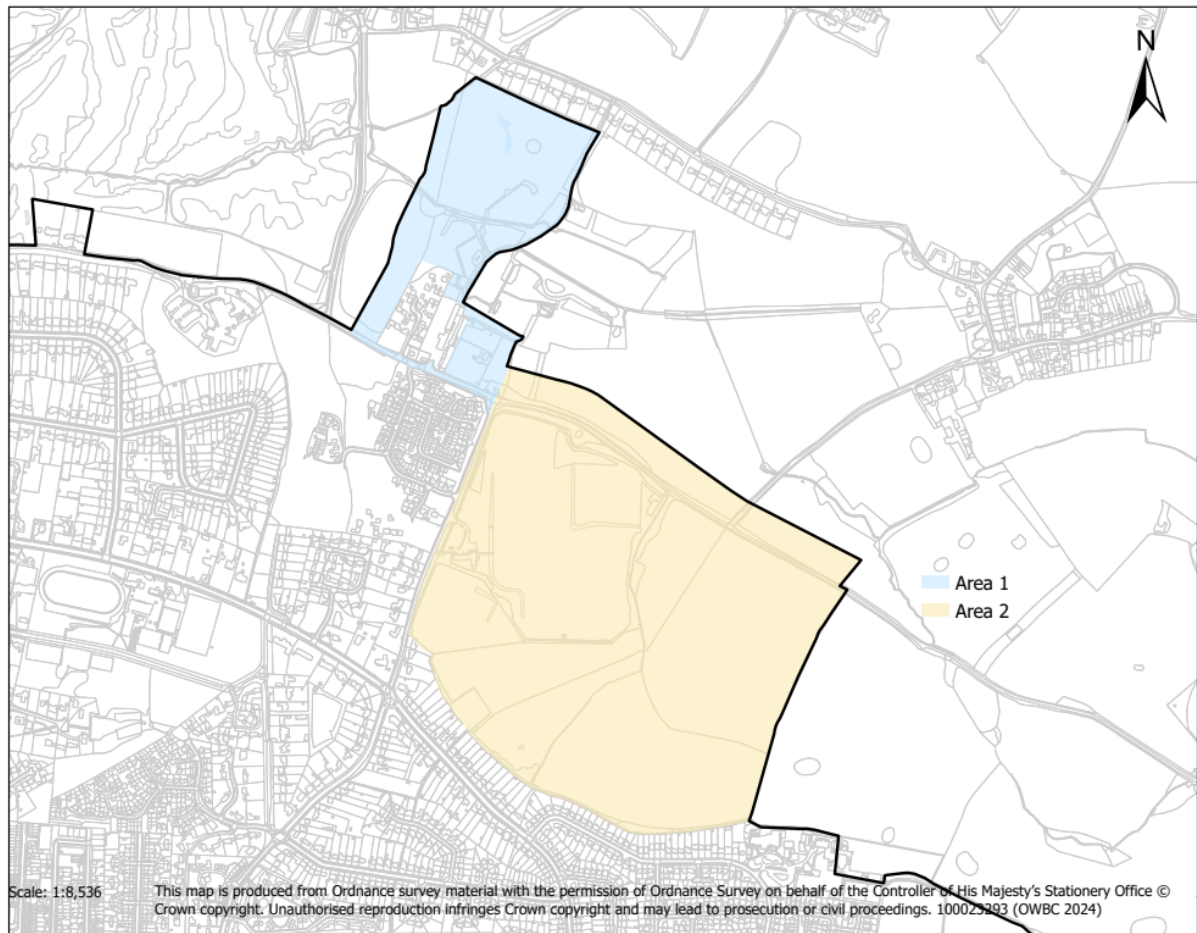 N
Area 1
Area 2
Scale: 1:8,536
This map is produced from Ordnance survey material with the permission of Ordnance Survey on behalf of the Controller of His Majesty's Stationery Office ©
Crown copyright. Unauthorised reproduction infringes Crown copyright and may lead to prosecution or civil proceedings. 100023293 (OWBC 2024)